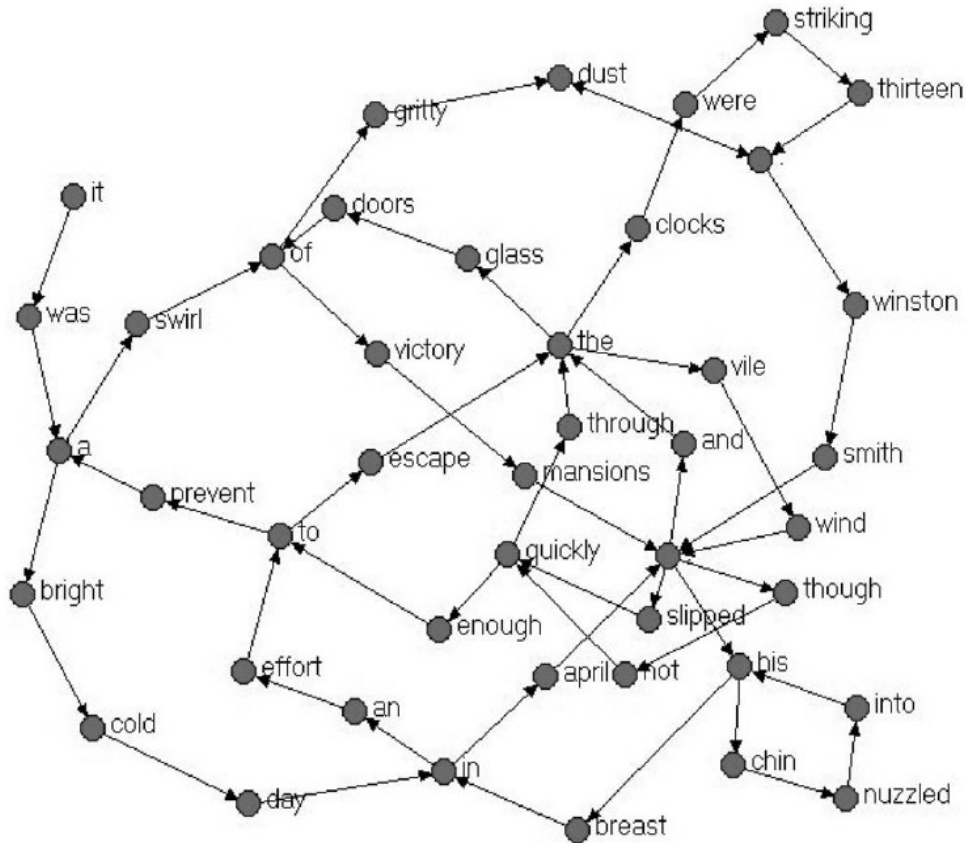 striking
dust
thirteen
were
gritty
.
it
doors
clocks
of
glass
winston
was
swirl
the
victory
vile
through
a
and
escape
smith
mansions
prevent
wind
to
quickly
bright
though
slipped
enough
his
effort
april
not
into
an
cold
chin
in
nuzzled
day
breast